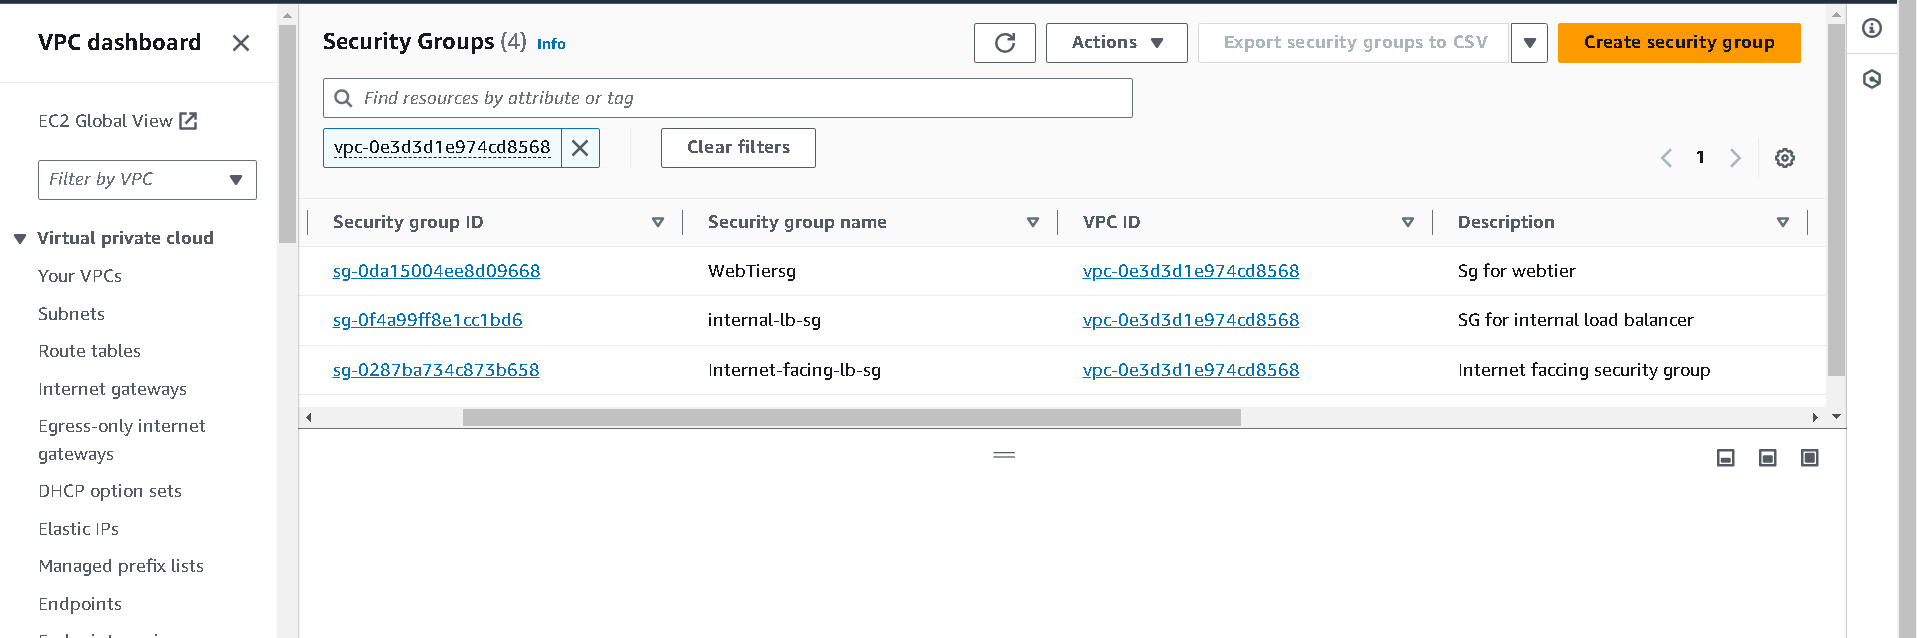 VPC dashboard
EC2 Global View
Filter by VPC
Virtual private cloud
Your VPCs
Subnets
Route tables
Internet gateways
Egress-only internet
gateways
DHCP option sets
Elastic IPs
Managed prefix lists
Endpoints
Security Groups (4) Info
Actions
Export security groups to CSV
Create security group
Find resources by attribute or tag
vpc-0e3d3d1e974cd8568
Clear filters
1
Security group ID Security group name VPC ID Description
sg-0da15004ee8d09668 WebTiersg vpc-0e3d3d1e974cd8568 Sg for webtier
sg-0f4a99ff8e1cc1bd6 internal-lb-sg vpc-0e3d3d1e974cd8568 SG for internal load balancer
sg-0287ba734c873b658 Internet-facing-lb-sg vpc-0e3d3d1e974cd8568 Internet faccing security group